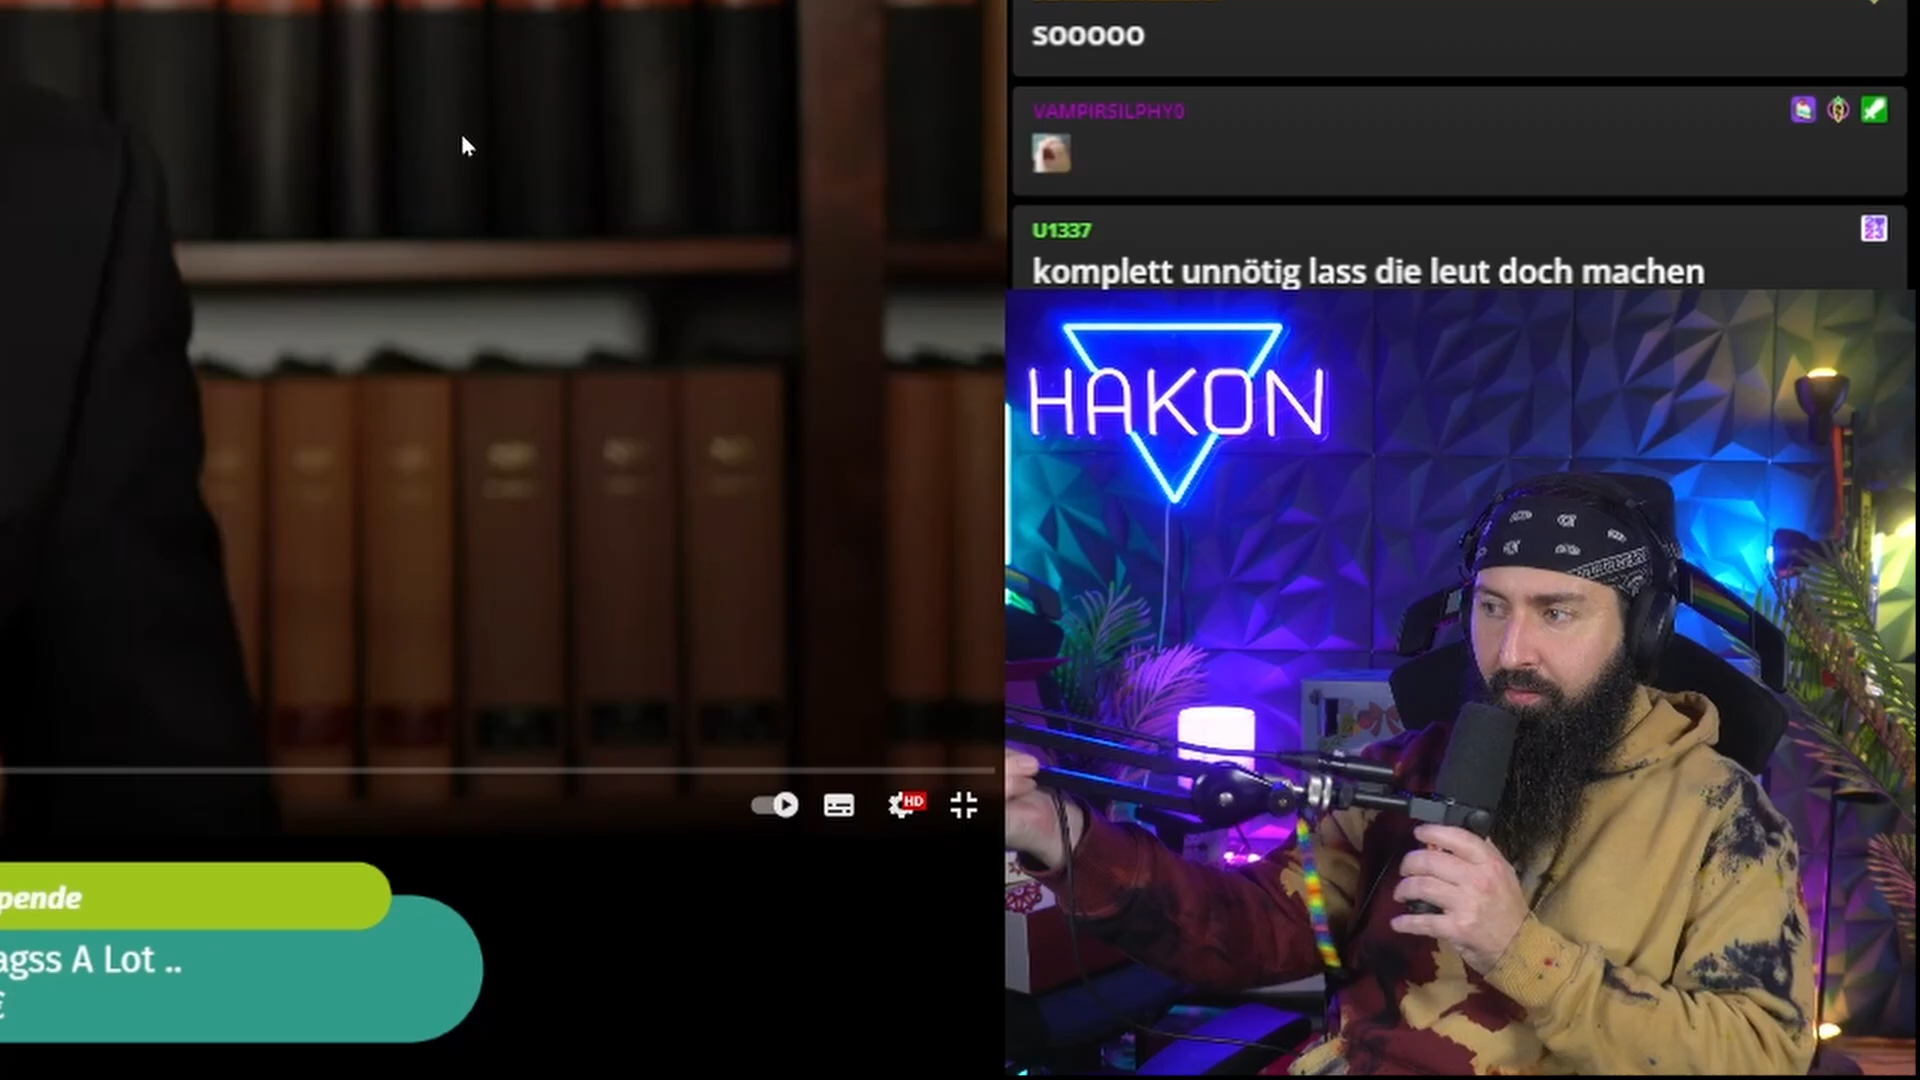 sooooo
VAMPIRSILPHY0
U1337
komplett unnötig lass die leut doch machen
HAKON
HD
pende
agss A Lot ..
€